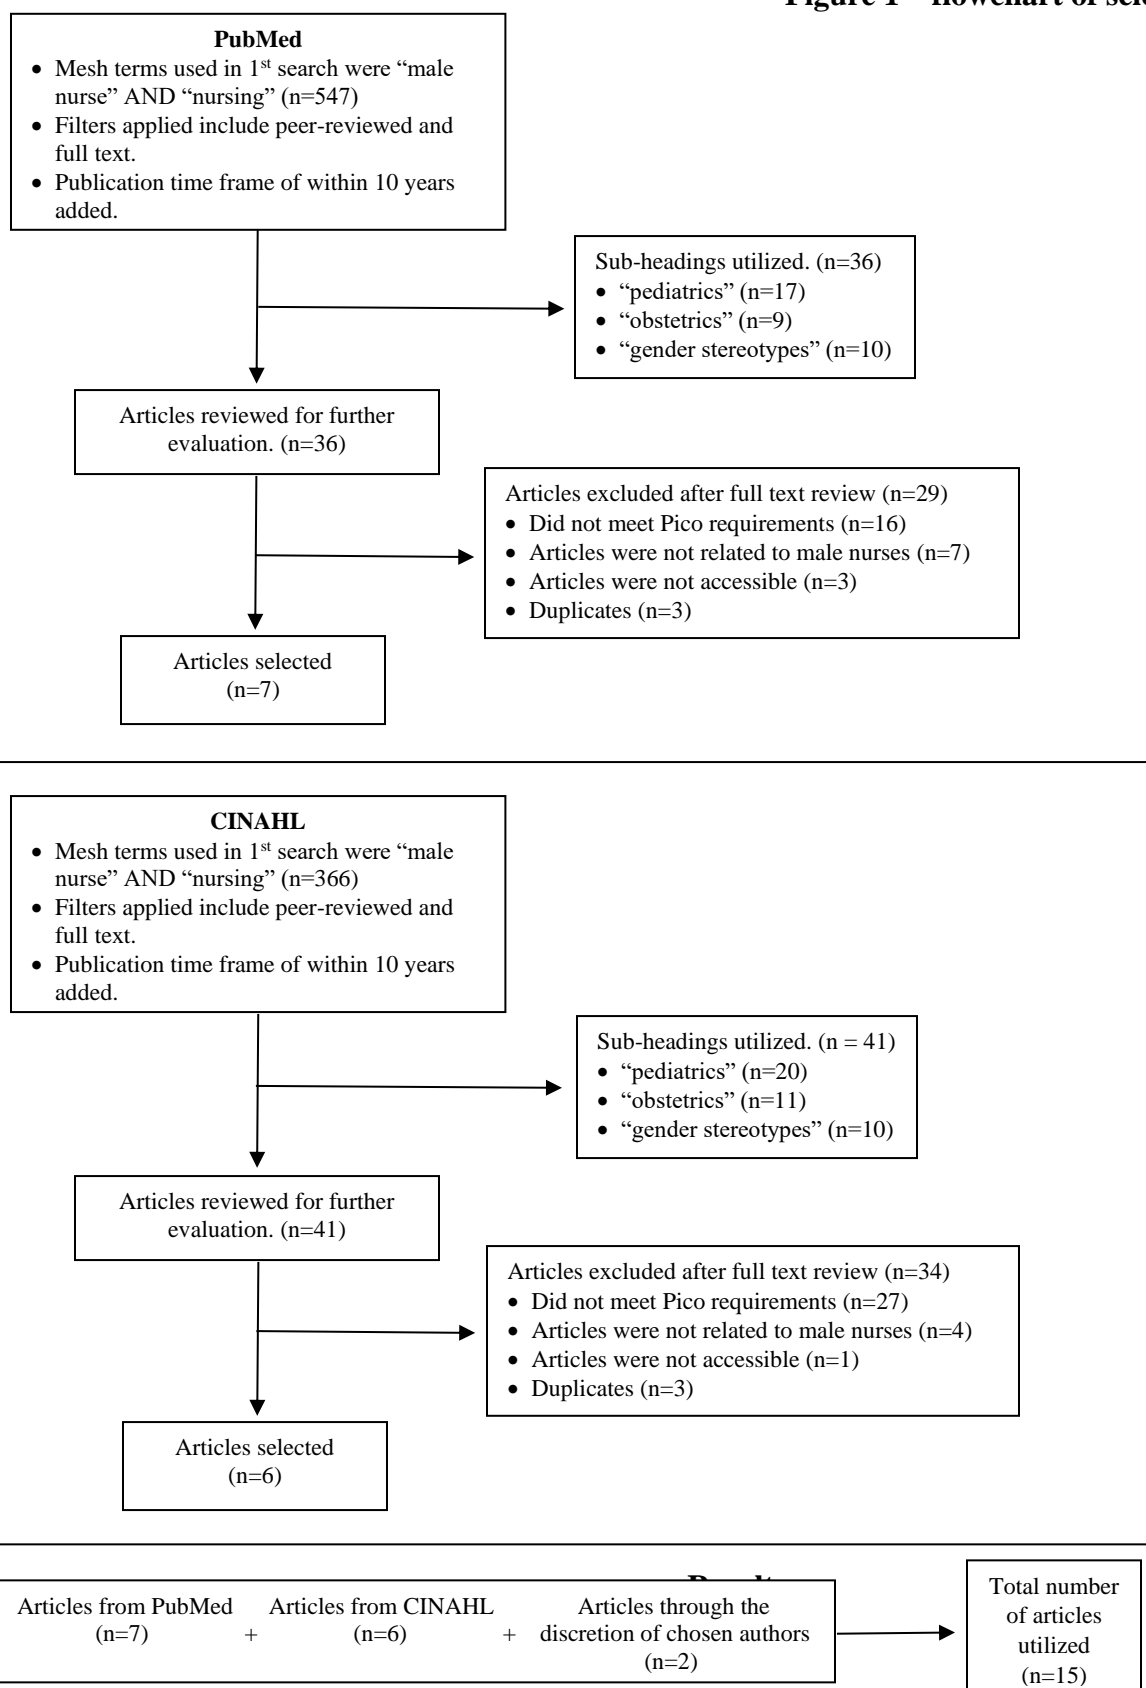 PubMed
• Mesh terms used in 1st search were “male
nurse” AND “nursing” (n=547)
• Filters applied include peer-reviewed and
full text.
• Publication time frame of within 10 years
added.
Sub-headings utilized. (n=36)
• “pediatrics” (n=17)
• “obstetrics” (n=9)
• “gender stereotypes” (n=10)
Articles reviewed for further
evaluation. (n=36)
Articles excluded after full text review (n=29)
• Did not meet Pico requirements (n=16)
• Articles were not related to male nurses (n=7)
• Articles were not accessible (n=3)
• Duplicates (n=3)
Articles selected
(n=7)
CINAHL
• Mesh terms used in 1st search were “male
nurse” AND “nursing” (n=366)
• Filters applied include peer-reviewed and
full text.
• Publication time frame of within 10 years
added.
Sub-headings utilized. (n = 41)
• “pediatrics” (n=20)
• “obstetrics” (n=11)
• “gender stereotypes” (n=10)
Articles reviewed for further
evaluation. (n=41)
Articles excluded after full text review (n=34)
• Did not meet Pico requirements (n=27)
• Articles were not related to male nurses (n=4)
• Articles were not accessible (n=1)
• Duplicates (n=3)
Articles selected
(n=6)
Articles from PubMed
(n=7)
+
Articles from CINAHL
(n=6)
+
Articles through the
discretion of chosen authors
(n=2)
Total number
of articles
utilized
(n=15)